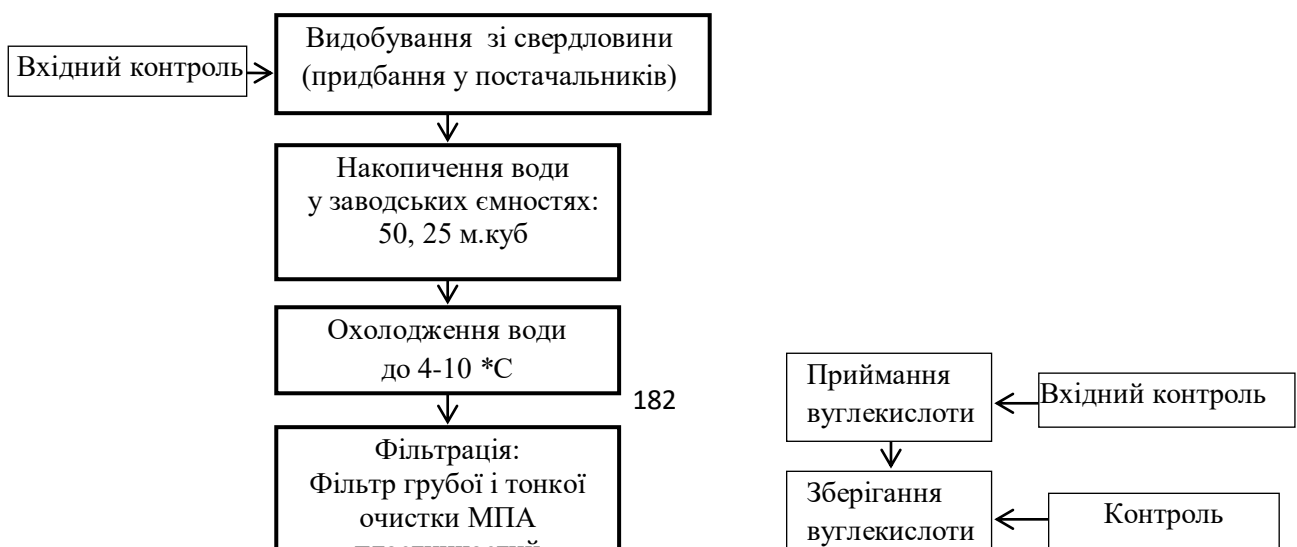 Вхідний контроль
Видобування зі свердловини
(придбання у постачальників)
Накопичення води
у заводських ємностях:
50, 25 м.куб
Охолодження води
до 4-10 *С
182
Фільтрація:
Фільтр грубої і тонкої
очистки МПА
Приймання
вуглекислоти
Вхідний контроль
Зберігання
вуглекислоти
Контроль